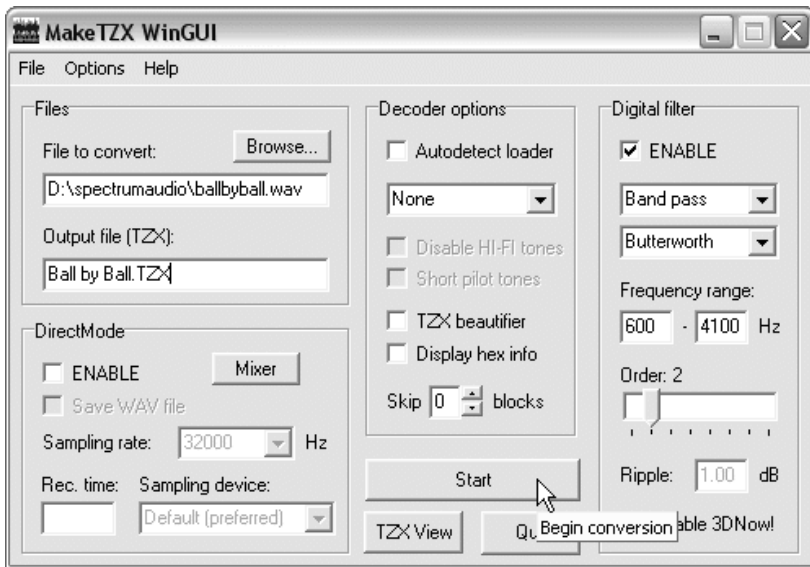 MakeTZX WinGUI
File Options Help
Files
File to convert:
Browse...
D:\spectrumaudio\ballbyball.wav
Output file (TZX):
Ball by Ball.TZX
DirectMode
ENABLE
Mixer
Save WAV file
Sampling rate: 32000 Hz
Rec. time: Sampling device:
Default (preferred)
Decoder options
Autodetect loader
None
Disable HI-FI tones
Short pilot tones
TZX beautifier
Display hex info
Skip 0 blocks
Start
TZX View
Begin conversion
Digital filter
ENABLE
Band pass
Butterworth
Frequency range:
600 - 4100 Hz
Order: 2
Ripple: 1.00 dB
3DNow!